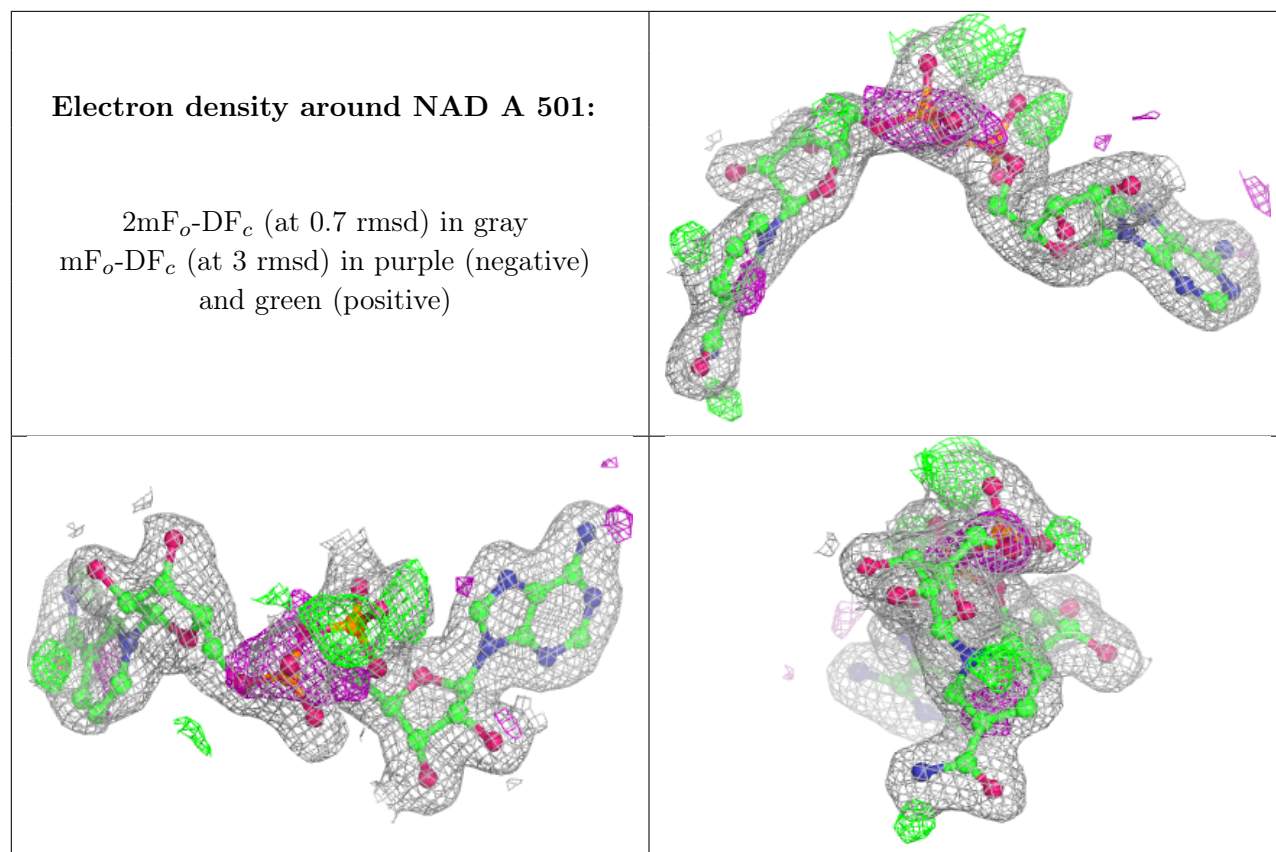 Electron density around NAD A 501:
2mFo-DFc (at 0.7 rmsd) in gray
mFo-DFc (at 3 rmsd) in purple (negative)
and green (positive)